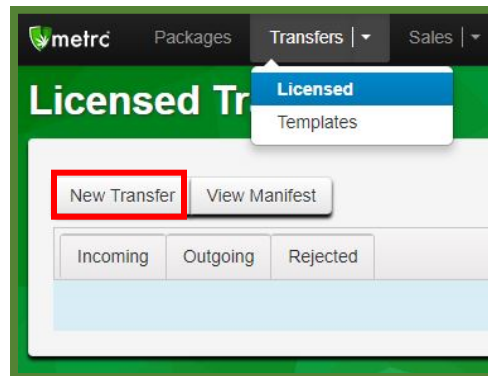 metrc Packages Transfers | Sales |
Licensed Tr
Licensed
Templates
New Transfer View Manifest
Incoming Outgoing Rejected